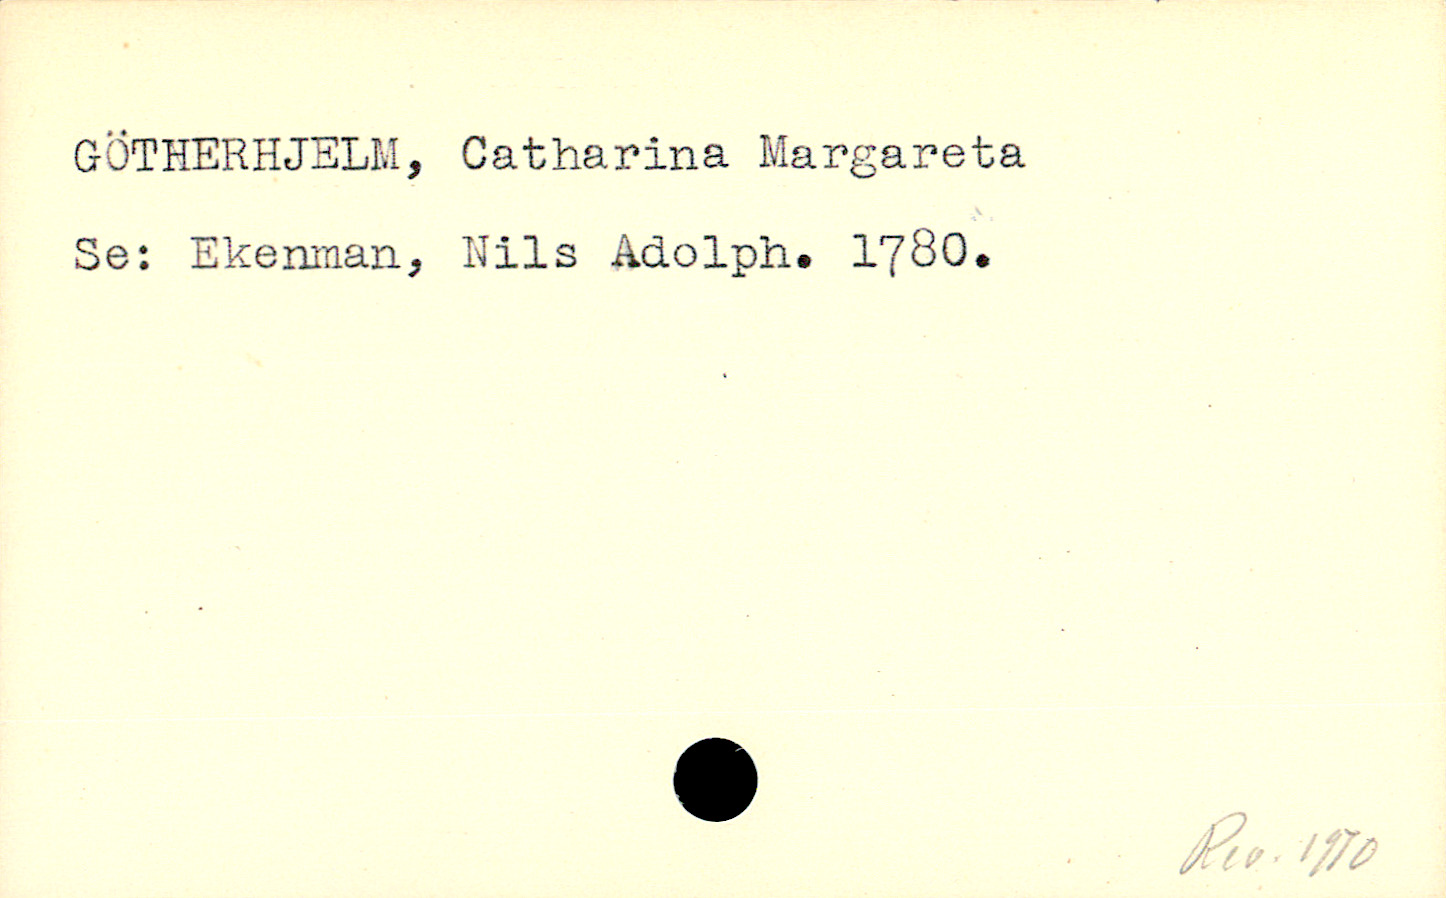 GÖTHERHJELM, Catharina Margareta
Se: Ekenman, Nils Adolph. 1780.
Rev. 1970